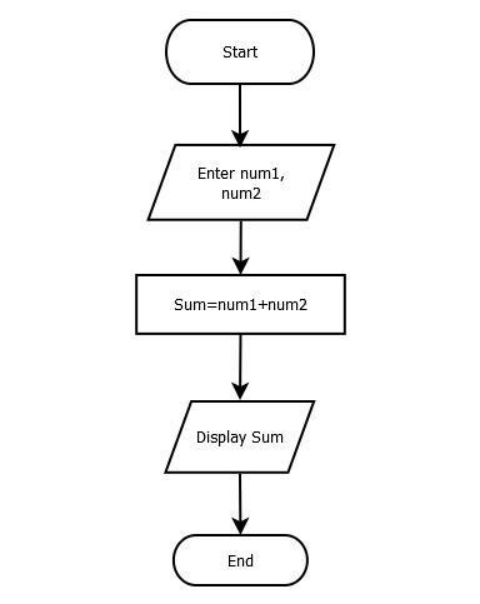 Start
Enter num1,
num2
Sum=num1+num2
Display Sum
End